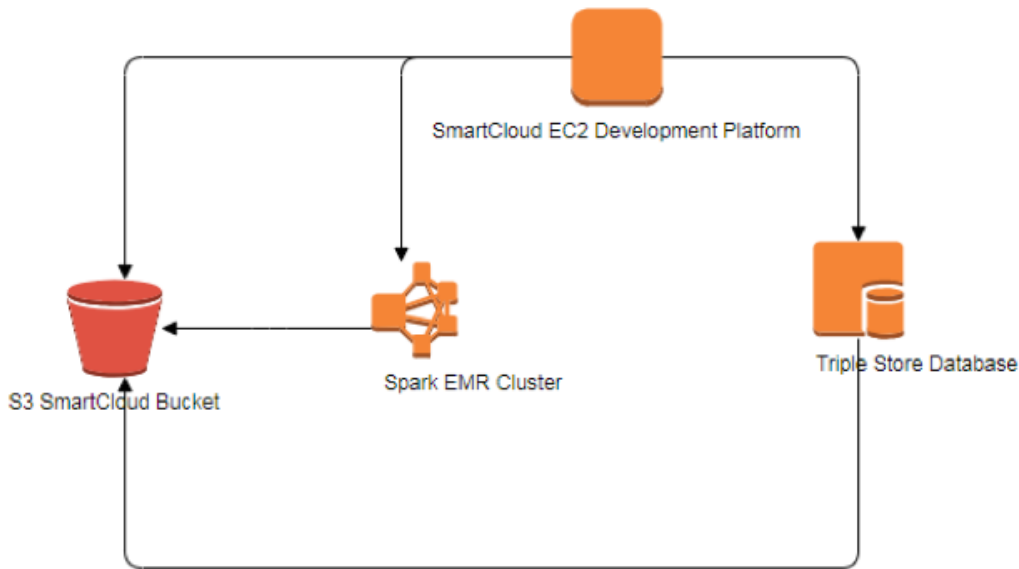 SmartCloud EC2 Development Platform
Triple Store Database
Spark EMR Cluster
S3 SmartCloud Bucket